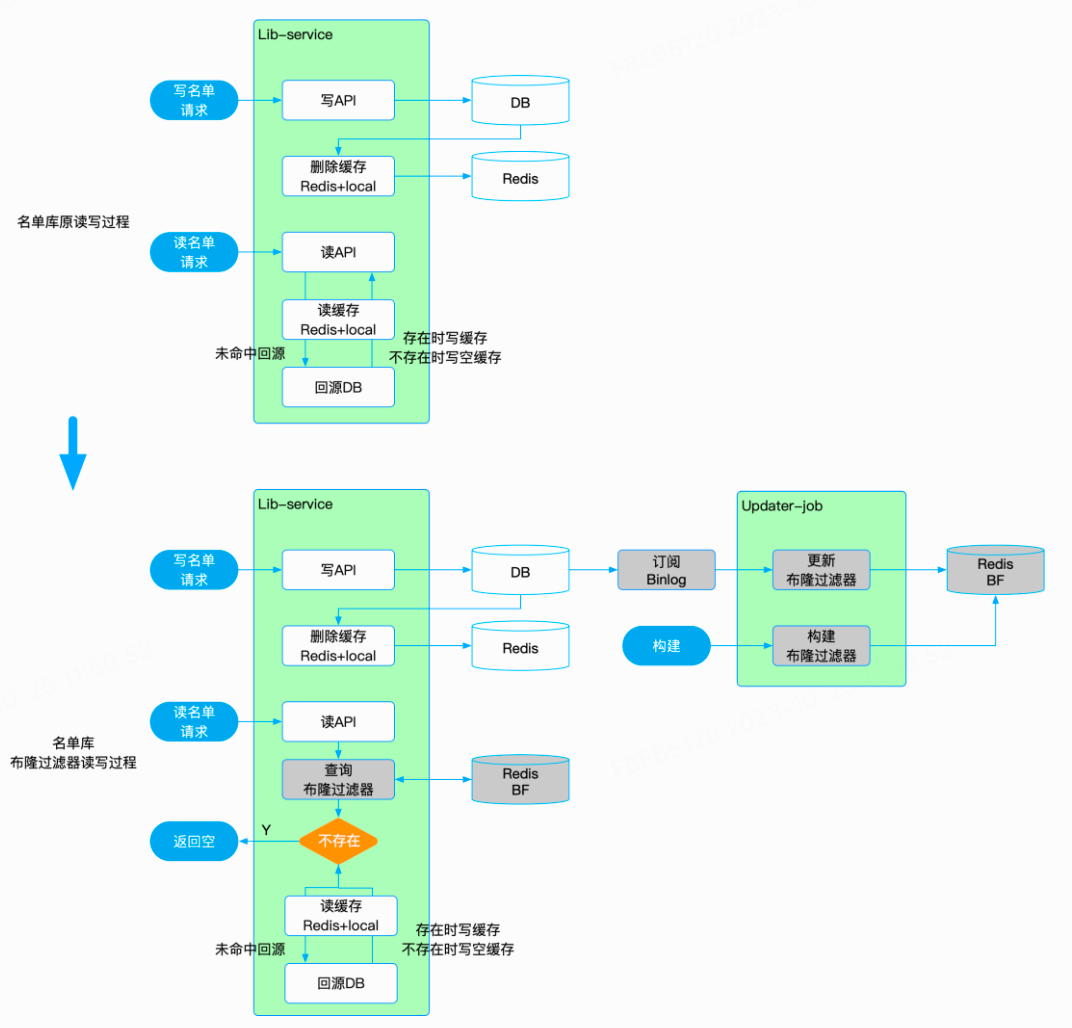 Lib-service
写名单
请求
写API
DB
删除缓存
Redis+local
Redis
名单库原读写过程
读名单
请求
读API
读缓存
Redis+local
未命中回源
存在时写缓存
不存在时写空缓存
回源DB
Lib-service
Updater-job
写名单
请求
写API
DB
订阅
Binlog
更新
布隆过滤器
Redis
BF
删除缓存
Redis+local
Redis
构建
构建
布隆过滤器
读名单
请求
读API
名单库
布隆过滤器读写过程
查询
布隆过滤器
Redis
BF
返回空
Y
不存在
读缓存
Redis+local
未命中回源
存在时写缓存
不存在时写空缓存
回源DB